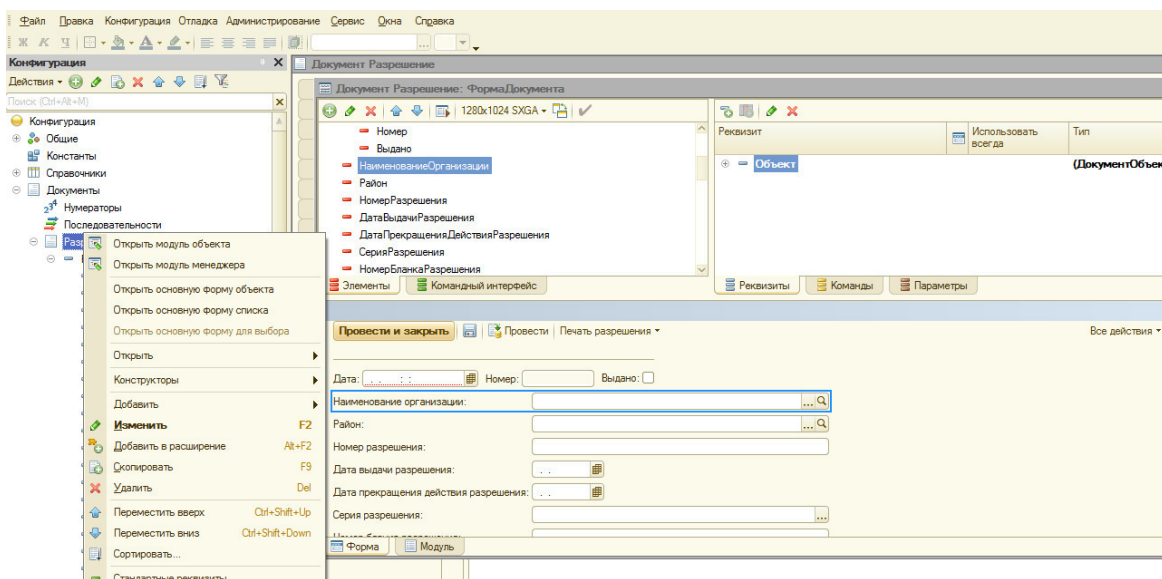 Файл Правка Конфигурация Отладка Администрирование Сервис Окна Справка
Ж К Ч
Конфигурация
Действия
Поиск (Ctrl+Alt+M)
Конфигурация
Общие
Константы
Справочники
Документы
Нумераторы
Последовательности
Открыть модуль объекта
Открыть модуль менеджера
Открыть основную форму объекта
Открыть основную форму списка
Открыть основную форму для выбора
Открыть
Конструкторы
Добавить
Изменить F2
Добавить в расширение Alt+F2
Скопировать F9
Удалить Del
Переместить вверх Ctrl+Shift+Up
Переместить вниз Ctrl+Shift+Down
Сортировать...
Стандартные реквизиты
Документ Разрешение
Документ Разрешение: ФормаДокумента
1280x1024 SXGA
Номер
Выдано
НаименованиеОрганизации
Район
НомерРазрешения
ДатаВыдачиРазрешения
ДатаПрекращенияДействияРазрешения
СерияРазрешения
НомерБланкаРазрешения
Элементы Командный интерфейс
Реквизит Использовать всегда Тип
Объект (ДокументОбъек
Реквизиты Команды Параметры
Провести и закрыть Провести Печать разрешения Все действия
Дата: . . : : Номер: Выдано:
Наименование организации:
Район:
Номер разрешения:
Дата выдачи разрешения: . .
Дата прекращения действия разрешения: . .
Серия разрешения:
Форма Модуль